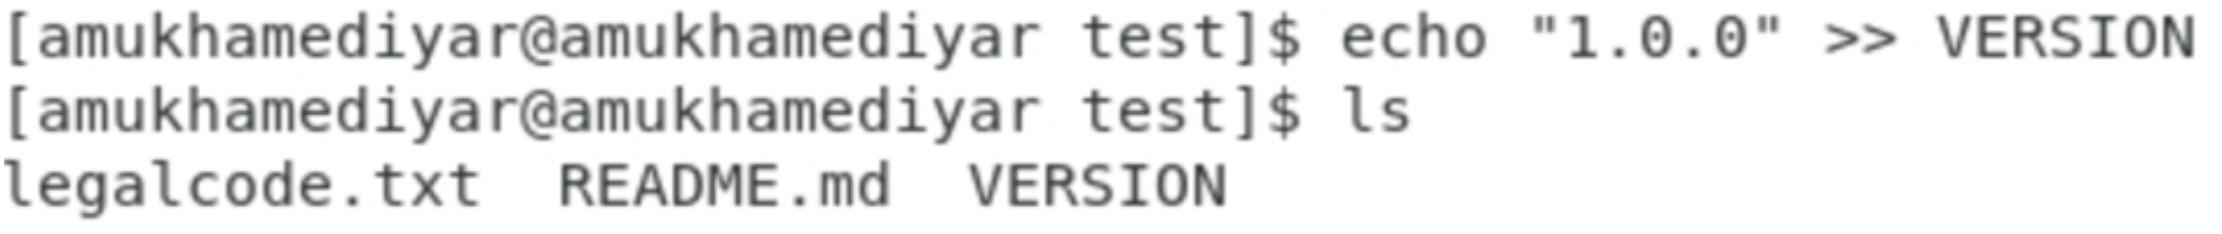 [amukhamediyar@amukhamediyar test]$ echo "1.0.0" >> VERSION
[amukhamediyar@amukhamediyar test]$ ls
legalcode.txt  README.md  VERSION